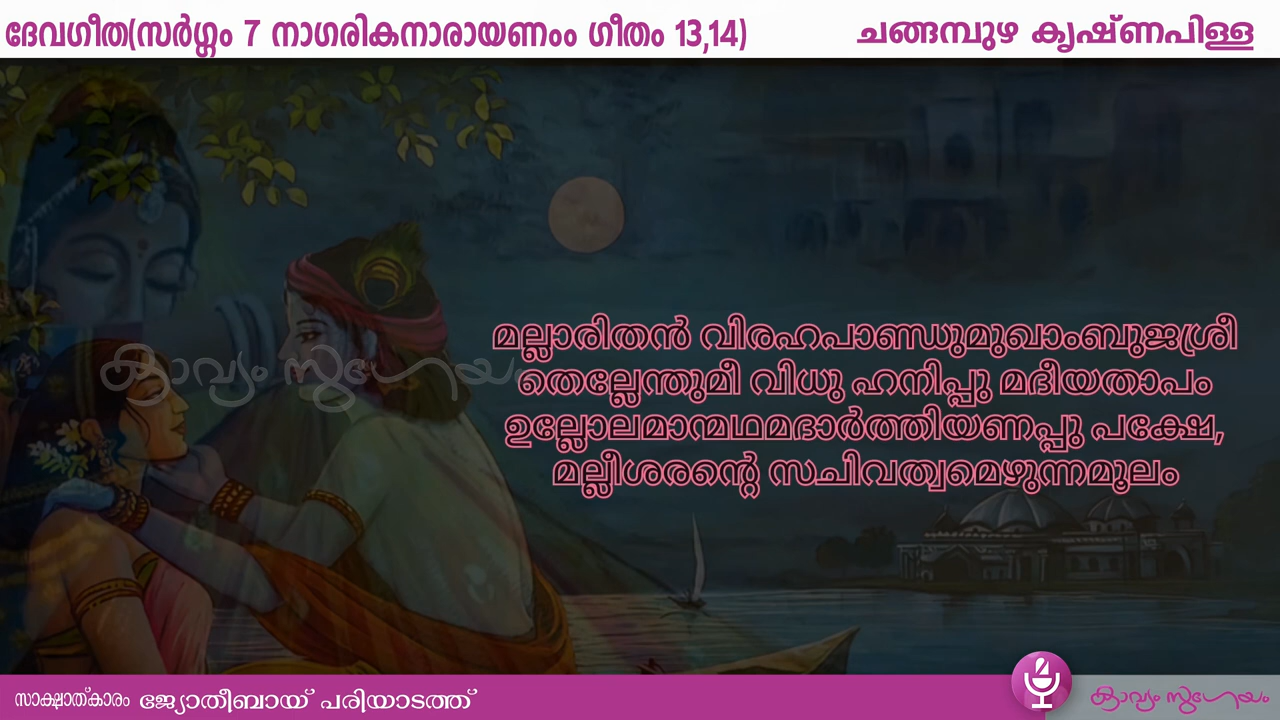 ദേവഗീത(സർഗ്ഗം 7 നാഗരികനാരായണംം ഗീതം 13,14)
ചങ്ങമ്പുഴ കൃഷ്ണപിള്ള
മല്ലാരിതൻ വിരഹപാണ്ഡുമുഖാംബുജശ്രീ
തെല്ലേന്തുമീ വിധു ഹനിപ്പൂ മദീയതാപം
ഉല്ലോലമാന്മഥമദാർത്തിയണപ്പൂ പക്ഷേ,
മല്ലീശരന്റെ സചിവത്വമെഴുന്നമൂലം
കാവ്യം സുഗേയം
സാക്ഷാത്കാരം ജ്യോതീബായ് പരിയാടത്ത്
കാവ്യം സുഗേയം